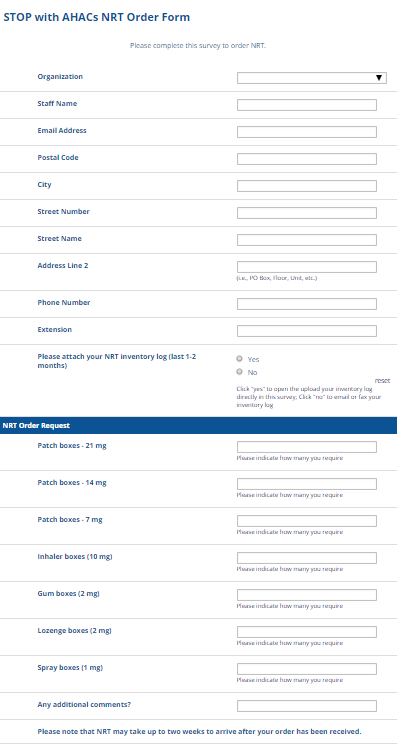 STOP with AHACs NRT Order Form
Please complete this survey to order NRT.
Organization
Staff Name
Email Address
Postal Code
City
Street Number
Street Name
Address Line 2
(i.e., PO Box, Floor, Unit, etc.)
Phone Number
Extension
Please attach your NRT inventory log (last 1-2
months)
Yes
No
reset
Click "yes" to open the upload your inventory log
directly in this survey; Click "no" to email or fax your
inventory log
NRT Order Request
Patch boxes - 21 mg
Please indicate how many you require
Patch boxes - 14 mg
Please indicate how many you require
Patch boxes - 7 mg
Please indicate how many you require
Inhaler boxes (10 mg)
Please indicate how many you require
Gum boxes (2 mg)
Please indicate how many you require
Lozenge boxes (2 mg)
Please indicate how many you require
Spray boxes (1 mg)
Please indicate how many you require
Any additional comments?
Please note that NRT may take up to two weeks to arrive after your order has been received.